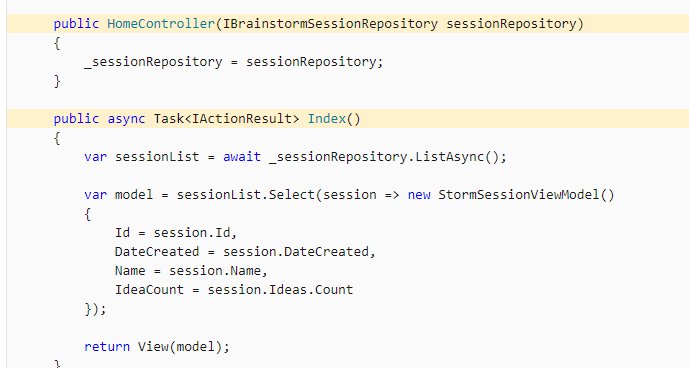 public HomeController(IBrainstormSessionRepository sessionRepository)
{
    _sessionRepository = sessionRepository;
}

public async Task<IActionResult> Index()
{
    var sessionList = await _sessionRepository.ListAsync();

    var model = sessionList.Select(session => new StormSessionViewModel()
    {
        Id = session.Id,
        DateCreated = session.DateCreated,
        Name = session.Name,
        IdeaCount = session.Ideas.Count
    });

    return View(model);
}